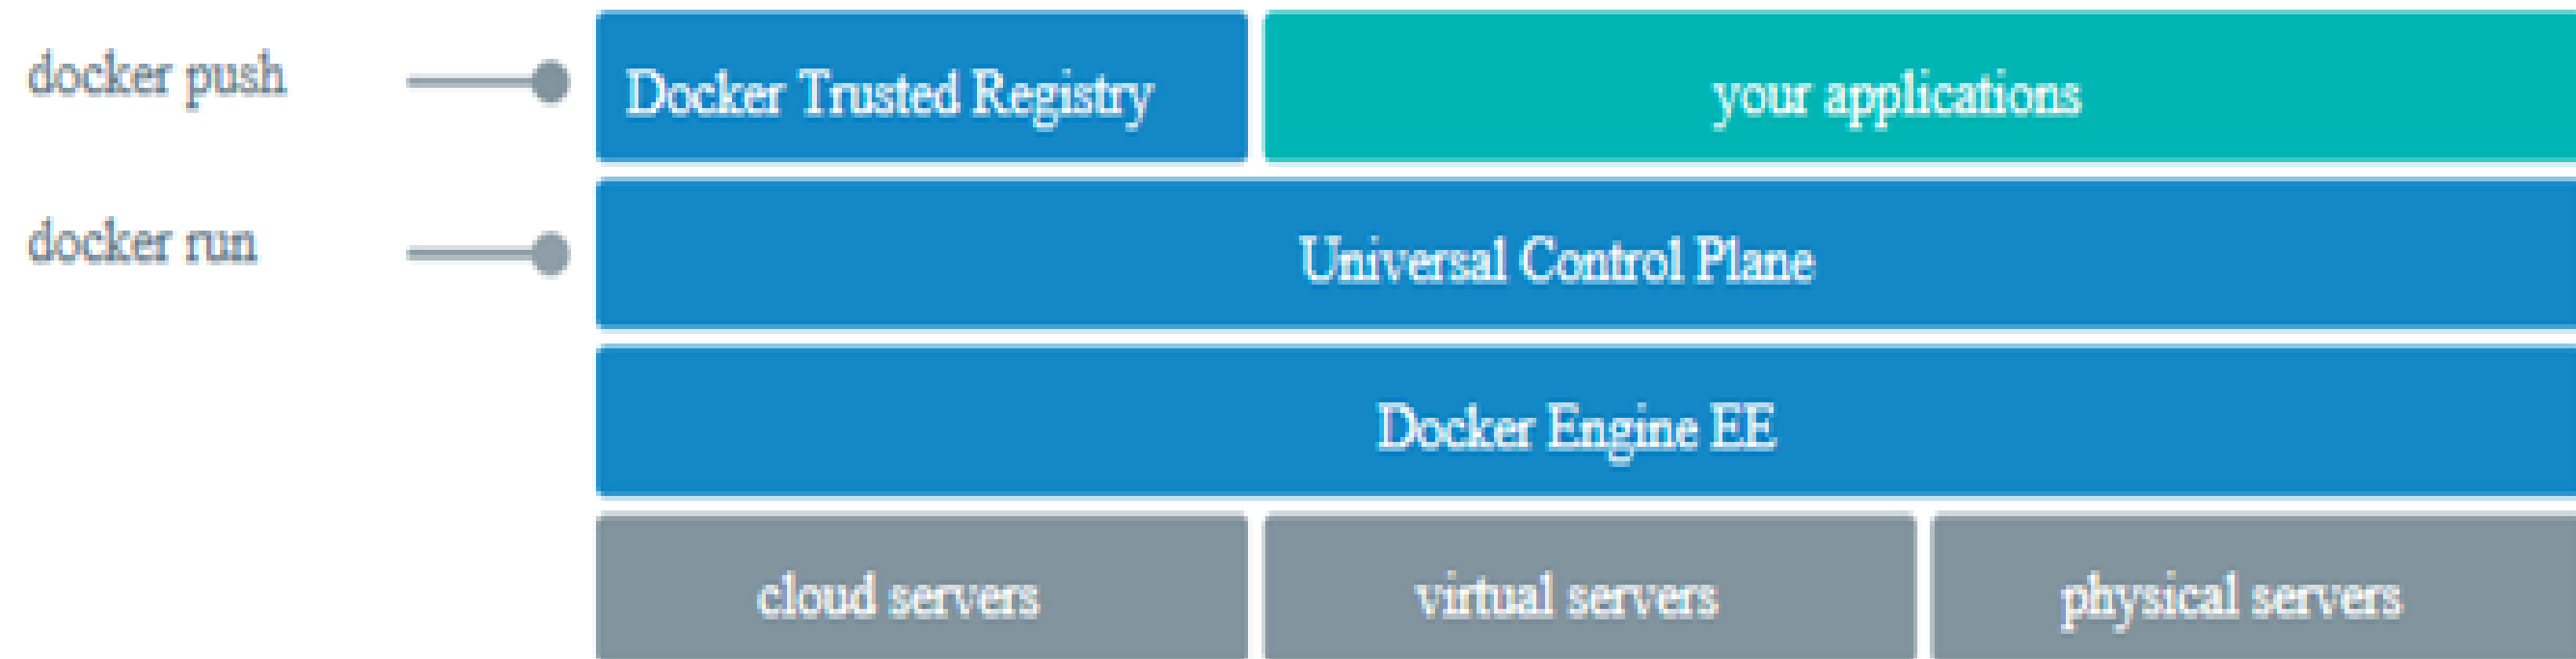 docker push
Docker Trusted Registry
your applications
docker run
Universal Control Plane
Docker Engine EE
cloud servers
virtual servers
physical servers